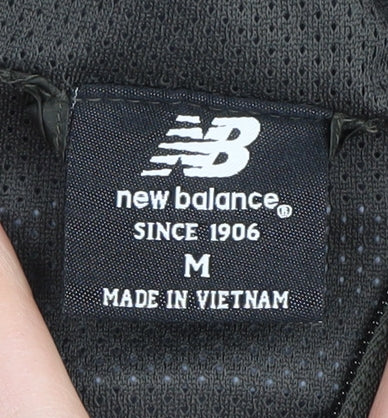 NB
new balance®
SINCE 1906
M
MADE IN VIETNAM